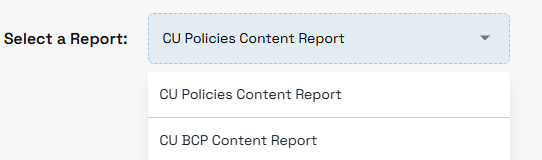 Select a Report: CU Policies Content Report
CU Policies Content Report
CU BCP Content Report